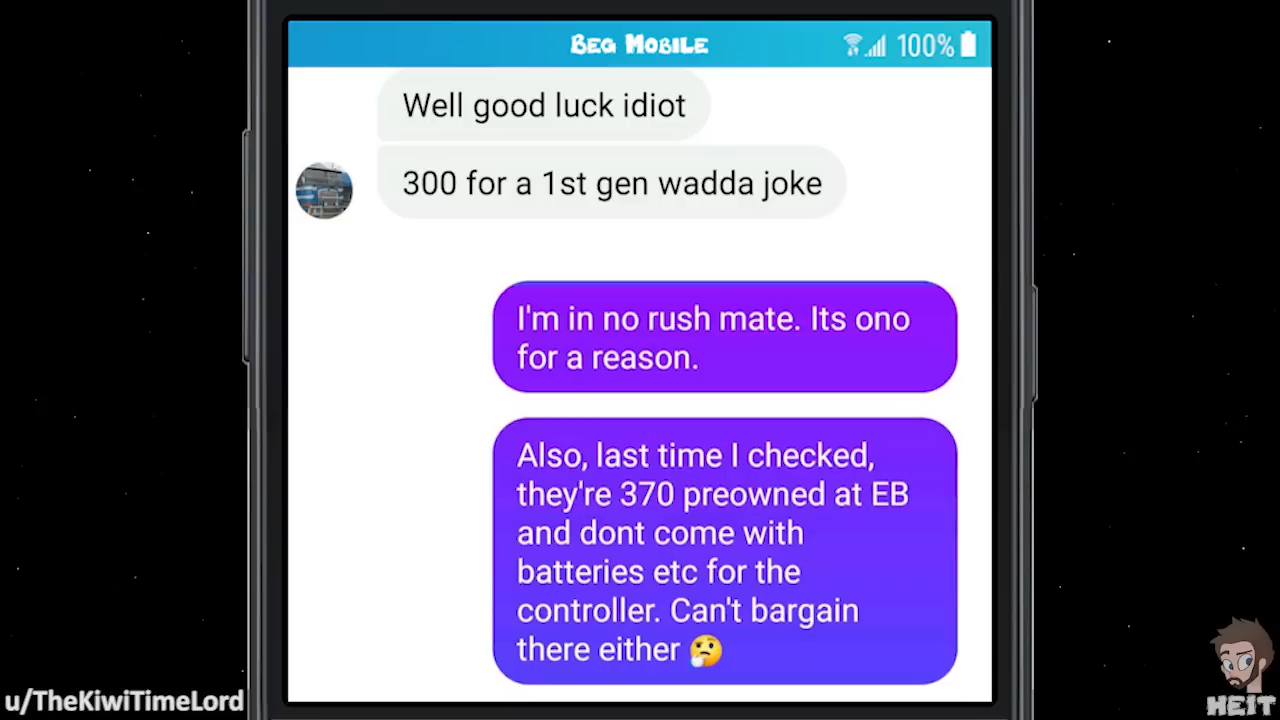 Beg Mobile
100%
Well good luck idiot
300 for a 1st gen wadda joke
I'm in no rush mate. Its ono
for a reason.
Also, last time I checked,
they're 370 preowned at EB
and dont come with
batteries etc for the
controller. Can't bargain
there either 🤔
u/TheKiwiTimeLord
HEIT